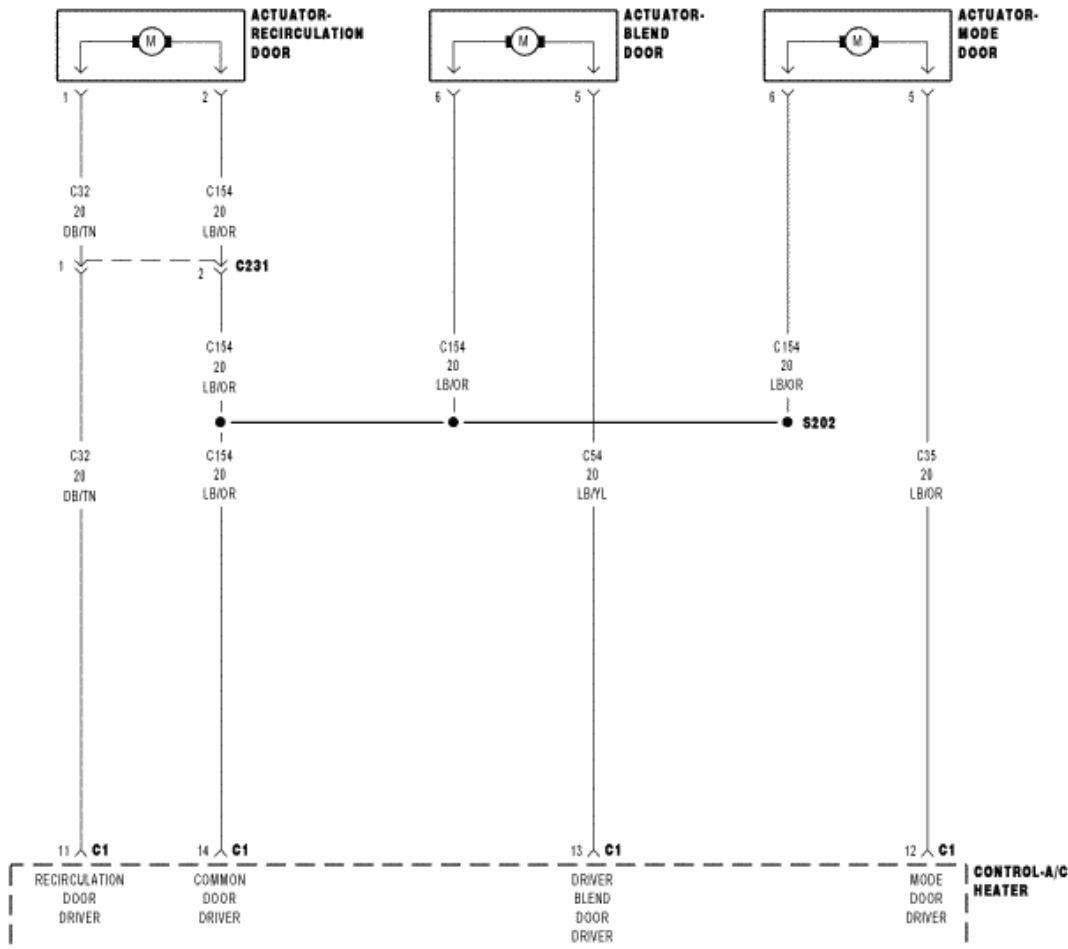 ACTUATOR-
RECIRCULATION
DOOR
M
ACTUATOR-
BLEND
DOOR
M
ACTUATOR-
MODE
DOOR
M
1
2
6
5
6
5
C32
20
DB/TN
C154
20
LB/OR
1
2
C231
C154
20
LB/OR
C154
20
LB/OR
C154
20
LB/OR
S202
C32
20
DB/TN
C154
20
LB/OR
C54
20
LB/YL
C35
20
LB/OR
11 C1
14 C1
13 C1
12 C1
RECIRCULATION
DOOR
DRIVER
COMMON
DOOR
DRIVER
DRIVER
BLEND
DOOR
DRIVER
MODE
DOOR
DRIVER
CONTROL-A/C
HEATER